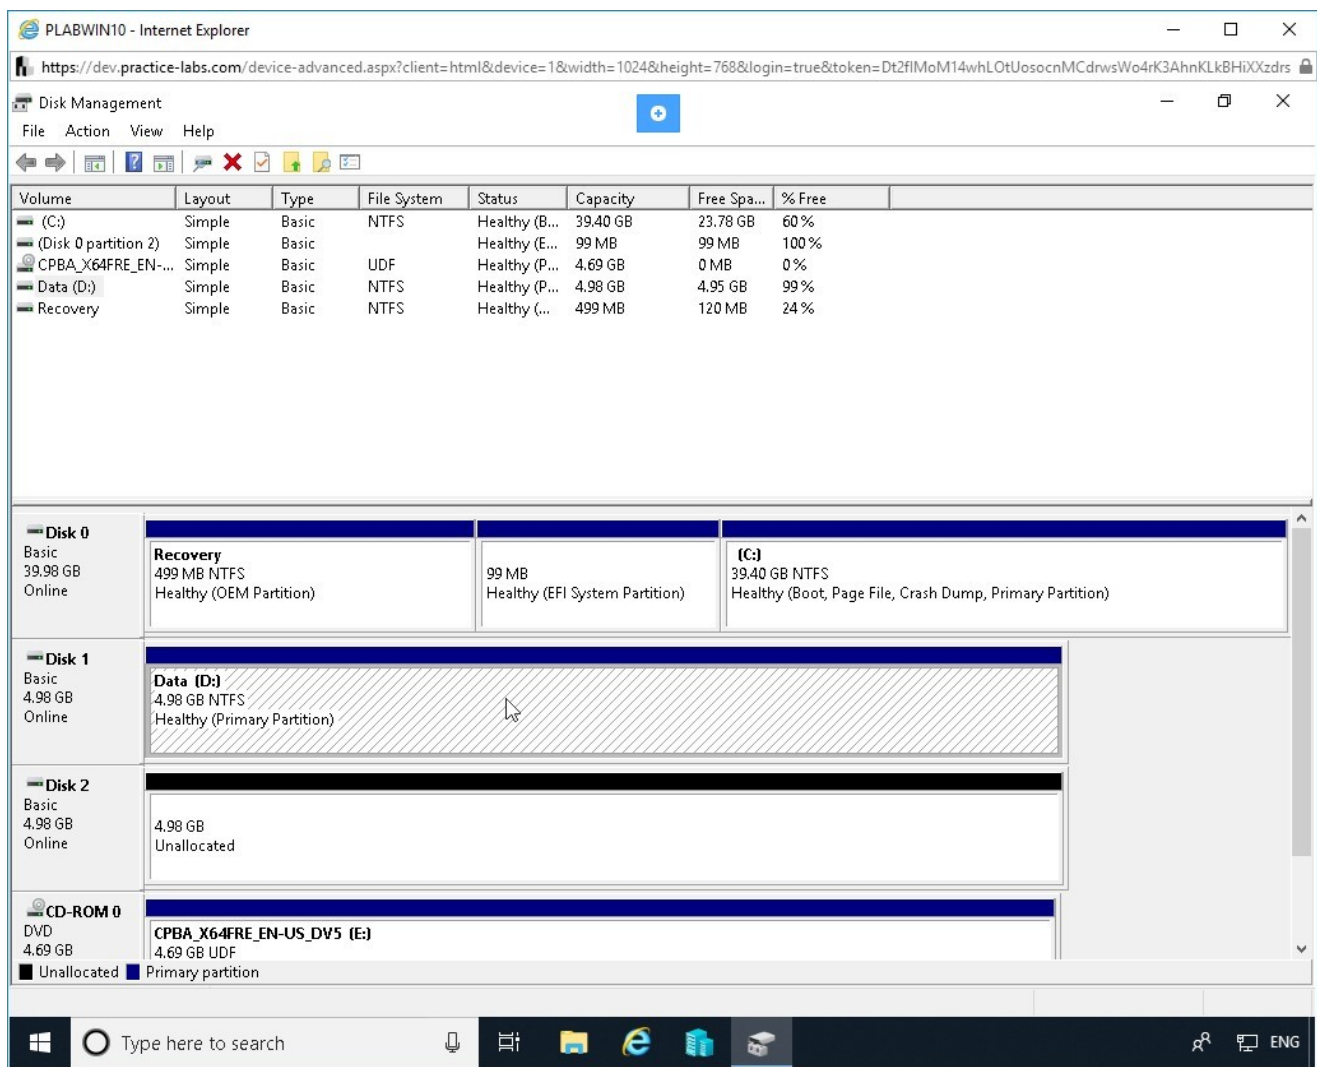 PLABWIN10 - Internet Explorer
https://dev.practice-labs.com/device-advanced.aspx?client=html&device=1&width=1024&height=768&login=true&token=Dt2flMoM14whLOtUosocnMCdrwsWo4rK3AhnKLkBHiXXzdrs
Disk Management
File Action View Help
Volume Layout Type File System Status Capacity Free Spa... % Free
(C:) Simple Basic NTFS Healthy (B... 39.40 GB 23.78 GB 60 %
(Disk 0 partition 2) Simple Basic Healthy (E... 99 MB 99 MB 100 %
CPBA_X64FRE_EN-... Simple Basic UDF Healthy (P... 4.69 GB 0 MB 0 %
Data (D:) Simple Basic NTFS Healthy (P... 4.98 GB 4.95 GB 99 %
Recovery Simple Basic NTFS Healthy (... 499 MB 120 MB 24 %
Disk 0
Basic
39.98 GB
Online
Recovery
499 MB NTFS
Healthy (OEM Partition)
99 MB
Healthy (EFI System Partition)
(C:)
39.40 GB NTFS
Healthy (Boot, Page File, Crash Dump, Primary Partition)
Disk 1
Basic
4.98 GB
Online
Data (D:)
4.98 GB NTFS
Healthy (Primary Partition)
Disk 2
Basic
4.98 GB
Online
4.98 GB
Unallocated
CD-ROM 0
DVD
4.69 GB
CPBA_X64FRE_EN-US_DV5 (E:)
4.69 GB UDF
Unallocated Primary partition
Type here to search
ENG